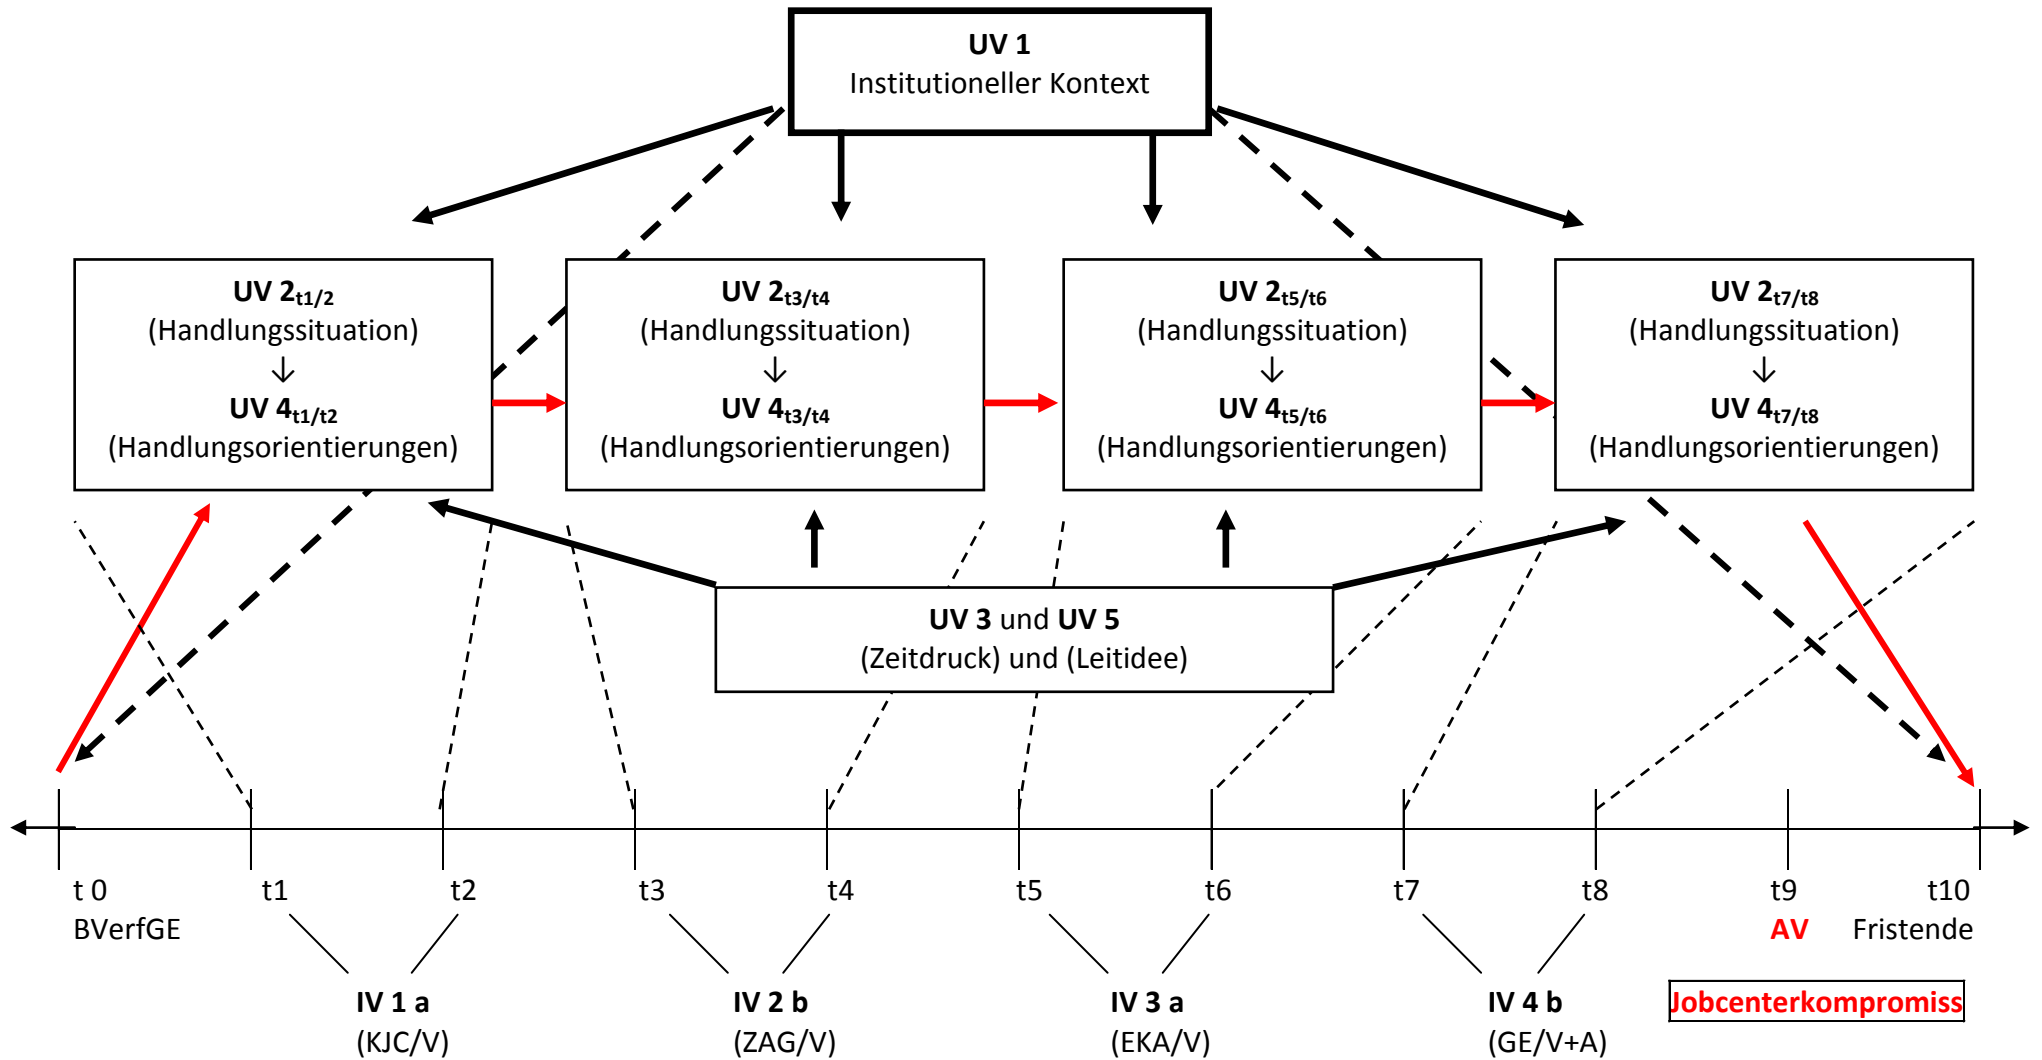 UV 1
Institutioneller Kontext
UV 2t1/2
(Handlungssituation)
↓
UV 4t1/t2
(Handlungsorientierungen)
UV 2t3/t4
(Handlungssituation)
↓
UV 4t3/t4
(Handlungsorientierungen)
UV 2t5/t6
(Handlungssituation)
↓
UV 4t5/t6
(Handlungsorientierungen)
UV 2t7/t8
(Handlungssituation)
↓
UV 4t7/t8
(Handlungsorientierungen)
UV 3 und UV 5
(Zeitdruck) und (Leitidee)
t 0 t1 t2 t3 t4 t5 t6 t7 t8 t9 t10
BVerfGE AV Fristende
IV 1 a
(KJC/V)
IV 2 b
(ZAG/V)
IV 3 a
(EKA/V)
IV 4 b
(GE/V+A)
Jobcenterkompromiss